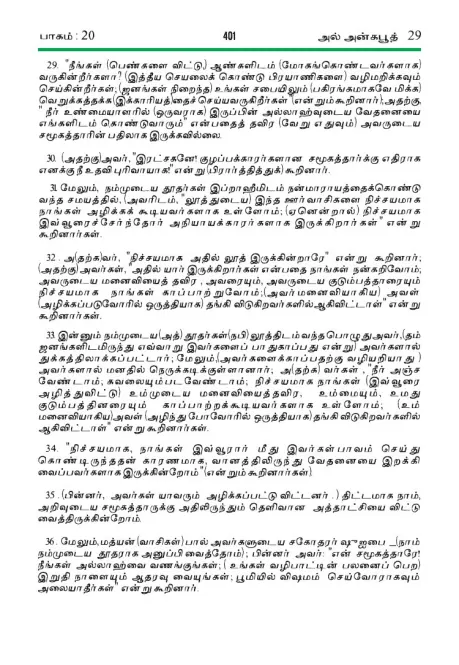 பாகம் : 20 401 அல் அன்கபூத் 29
29. "நீங்கள் (பெண்களை விட்டு,) ஆண்களிடம் (மோகங்கொண்டவர்களாக)
வருகின்றீர்களா? (இத்தீய செயலைக் கொண்டு பிரயாணிகளை) வழிமறிக்கவும்
செய்கின்றீர்கள்; (ஜனங்கள் நிறைந்த) உங்கள் சபையிலும் (பகிரங்கமாகவே மிக்க)
வெறுக்கத்தக்க(இக்காரியத்)தைச் செய்யவருகிறீர்கள்" (என்றும் கூறினார்); அதற்கு,
" நீர் உண்மையாளரில் (ஒருவராக) இருப்பின் அல்லாஹ்வுடைய வேதனையை
எங்களிடம் கொண்டுவாரும்" என்பதைத் தவிர (வேறு எதுவும்) அவருடைய
சமூகத்தாரின் பதிலாக இருக்கவில்லை.
30. (அதற்கு)அவர், "இரட்சகனே! குழப்பக்காரர்களான சமூகத்தார்க்கு எதிராக
எனக்கு நீ உதவி புரிவாயாக!" என்று (பிரார்த்தித்துக்) கூறினார்.
31. மேலும், நம்முடைய தூதர்கள் இப்றாஹீமிடம் நன்மாராயத்தைக்கொண்டு
வந்த சமயத்தில், (அவரிடம், "லூத்துடைய) இந்த ஊர்வாசிகளை நிச்சயமாக
நாங்கள் அழிக்கக் கூடியவர்களாக உள்ளோம்; (ஏனென்றால்) நிச்சயமாக
இவ்வூரைச்சேர்ந்தோர் அநியாயக்காரர்களாக இருக்கிறார்கள்" என்று
கூறினார்கள்.
32 . அ(தற்க)வர், "நிச்சயமாக அதில் லூத் இருக்கின்றாரே" என்று கூறினார்;
(அதற்கு) அவர்கள், "அதில் யார் இருக்கிறார்கள் என்பதை நாங்கள் நன்கறிவோம்;
அவருடைய மனைவியைத் தவிர , அவரையும், அவருடைய குடும்பத்தாரையும்
நிச்சயமாக நாங்கள் காப்பாற்றுவோம்;(அவர் மனைவியாகிய) அவள்
(அழிக்கப்படுவோரில் ஒருத்தியாக) தங்கி விடுகிறவர்களில்ஆகிவிட்டாள்" என்று
கூறினார்கள்.
33. இன்னும் நம்முடைய(அத்) தூதர்கள்(நபி) லூத்திடம் வந்தபொழுது அவர்,(தம்
ஜனங்களிடமிருந்து எவ்வாறு இவர்களைப் பாதுகாப்பது என்று) அவர்களால்
துக்கத்திலாக்கப்பட்டார்; மேலும்,(அவர்களைக்காப்பதற்கு வழியறியாது )
அவர்களால் மனதில் நெருக்கடிக்குள்ளானார்; அ(தற்க) வர்கள் , "நீர் அஞ்ச
வேண்டாம்; கவலையும்படவேண்டாம்; நிச்சயமாக நாங்கள் (இவ்வூரை
அழித்துவிட்டு) உம்முடைய மனைவியைத்தவிர, உம்மையும், உமது
குடும்பத்தினரையும் காப்பாற்றக்கூடியவர்களாக உள்ளோம்; (உம்
மனைவியாகிய)அவள் (அழிந்துபோவோரில் ஒருத்தியாக) தங்கிவிடுகிறவர்களில்
ஆகிவிட்டாள்" என்று கூறினார்கள்.
34. "நிச்சயமாக, நாங்கள் இவ்வூரார் மீது இவர்கள்பாவம் செய்து
கொண்டிருந்ததன் காரணமாக, வானத்திலிருந்து வேதனையை இறக்கி
வைப்பவர்களாக இருக்கின்றோம்"(என்றும் கூறினார்கள்).
35 . (பின்னர், அவர்கள் யாவரும் அழிக்கப்பட்டு விட்டனர் .) திட்டமாக நாம்,
அறிவுடைய சமூகத்தாருக்கு அதிலிருந்தும் தெளிவான அத்தாட்சியை விட்டு
வைத்திருக்கின்றோம்.
36 . மேலும்,மத்யன் (வாசிகள்) பால் அவர்களுடைய சகோதரர் ஷுஐபை _(நாம்
நம்முடைய தூதராக அனுப்பி வைத்தோம்) ; பின்னர் அவர்: "என் சமூகத்தாரே!
நீங்கள் அல்லாஹ்வை வணங்குங்கள்; ( உங்கள் வழிபாட்டின் பலனைப் பெற)
இறுதி நாளையும் ஆதரவு வையுங்கள்; பூமியில் விஷமம் செய்வோராகவும்
அலையாதீர்கள்" என்று கூறினார்.